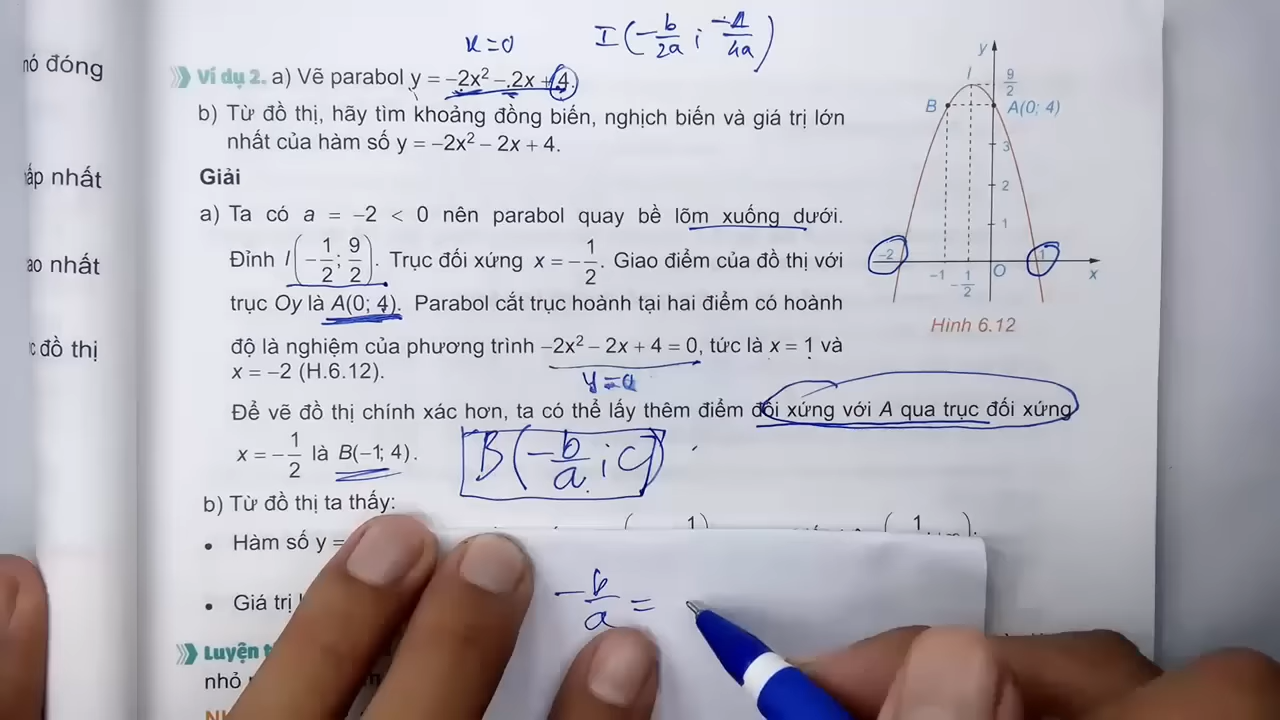 x=0
I(-b/2a; -Δ/4a)
nó đóng
ấp nhất
ao nhất
c đồ thị
Ví dụ 2. a) Vẽ parabol y = −2x² − 2x + 4.
b) Từ đồ thị, hãy tìm khoảng đồng biến, nghịch biến và giá trị lớn
nhất của hàm số y = −2x² − 2x + 4.
Giải
a) Ta có a = −2 < 0 nên parabol quay bề lõm xuống dưới.
Đỉnh I(−1/2; 9/2). Trục đối xứng x = −1/2. Giao điểm của đồ thị với
trục Oy là A(0; 4). Parabol cắt trục hoành tại hai điểm có hoành
độ là nghiệm của phương trình −2x² − 2x + 4 = 0, tức là x = 1 và
x = −2 (H.6.12).
y=0
Để vẽ đồ thị chính xác hơn, ta có thể lấy thêm điểm đối xứng với A qua trục đối xứng
x = −1/2 là B(−1; 4).
B(-b/a; C)
b) Từ đồ thị ta thấy:
• Hàm số y =
• Giá trị
Luyện t
nhỏ
-b/a =
y
I
9/2
B
A(0; 4)
3
2
1
−2
−1
−1/2
O
1
x
Hình 6.12